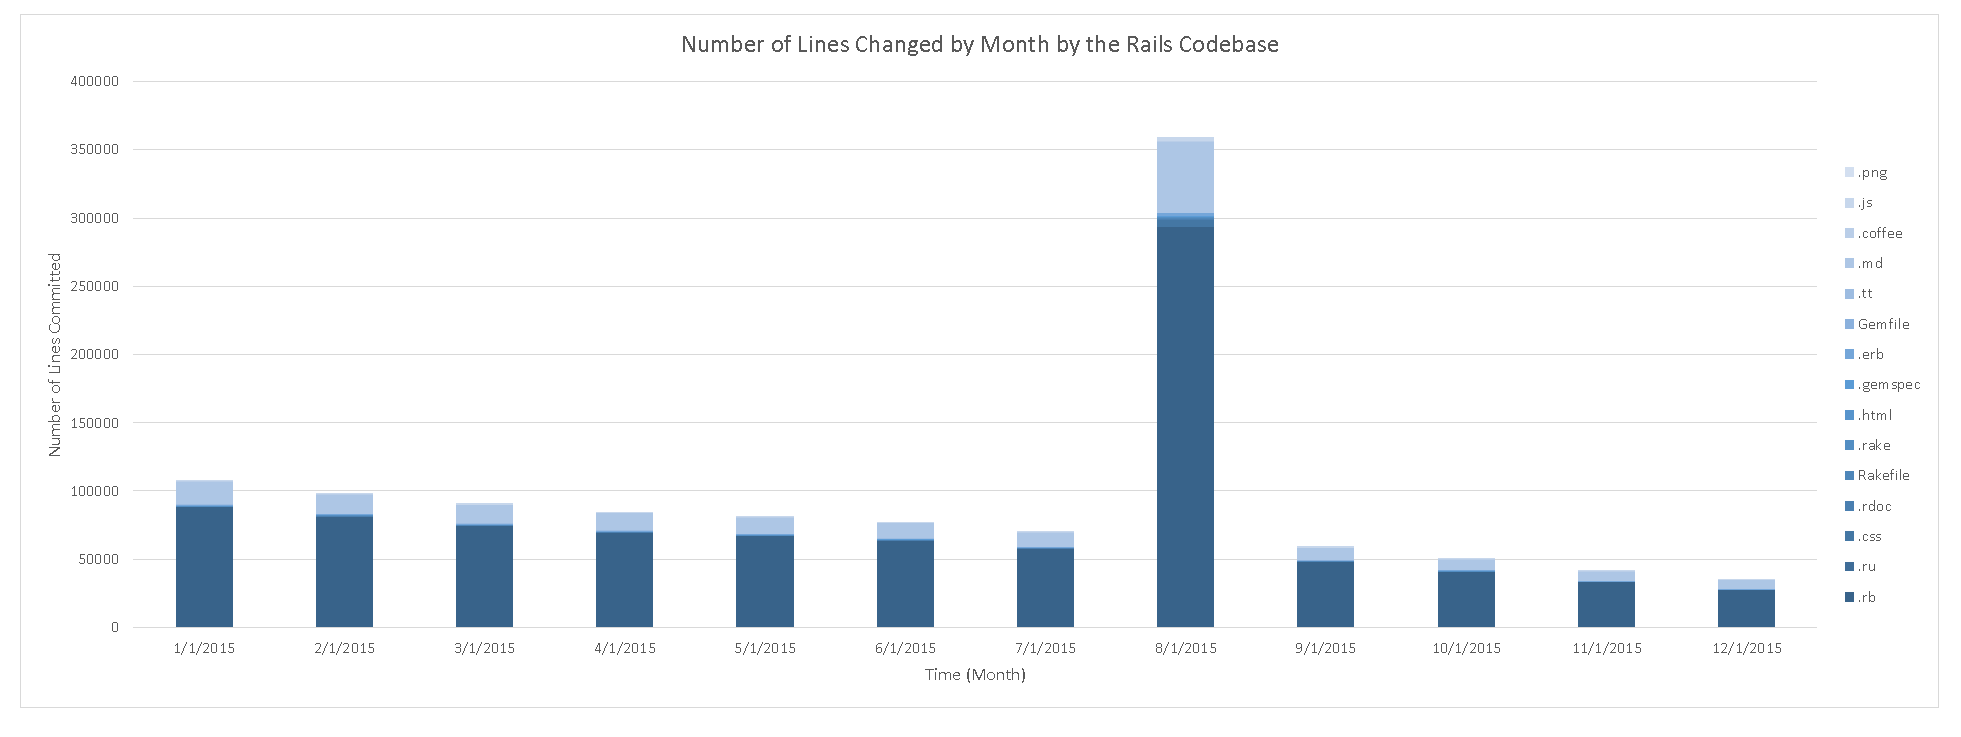 Number of Lines Changed by Month by the Rails Codebase
400000
350000
300000
250000
200000
150000
100000
50000
0
Number of Lines Committed
1/1/2015 2/1/2015 3/1/2015 4/1/2015 5/1/2015 6/1/2015 7/1/2015 8/1/2015 9/1/2015 10/1/2015 11/1/2015 12/1/2015
Time (Month)
.png
.js
.coffee
.md
.tt
Gemfile
.erb
.gemspec
.html
.rake
Rakefile
.rdoc
.css
.ru
.rb